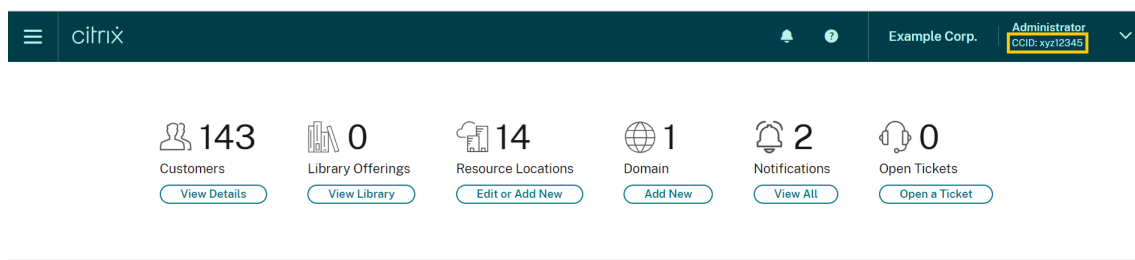 citrix
? Example Corp. Administrator
CCID: xyz12345
143 0 14 1 2 0
Customers Library Offerings Resource Locations Domain Notifications Open Tickets
View Details View Library Edit or Add New Add New View All Open a Ticket